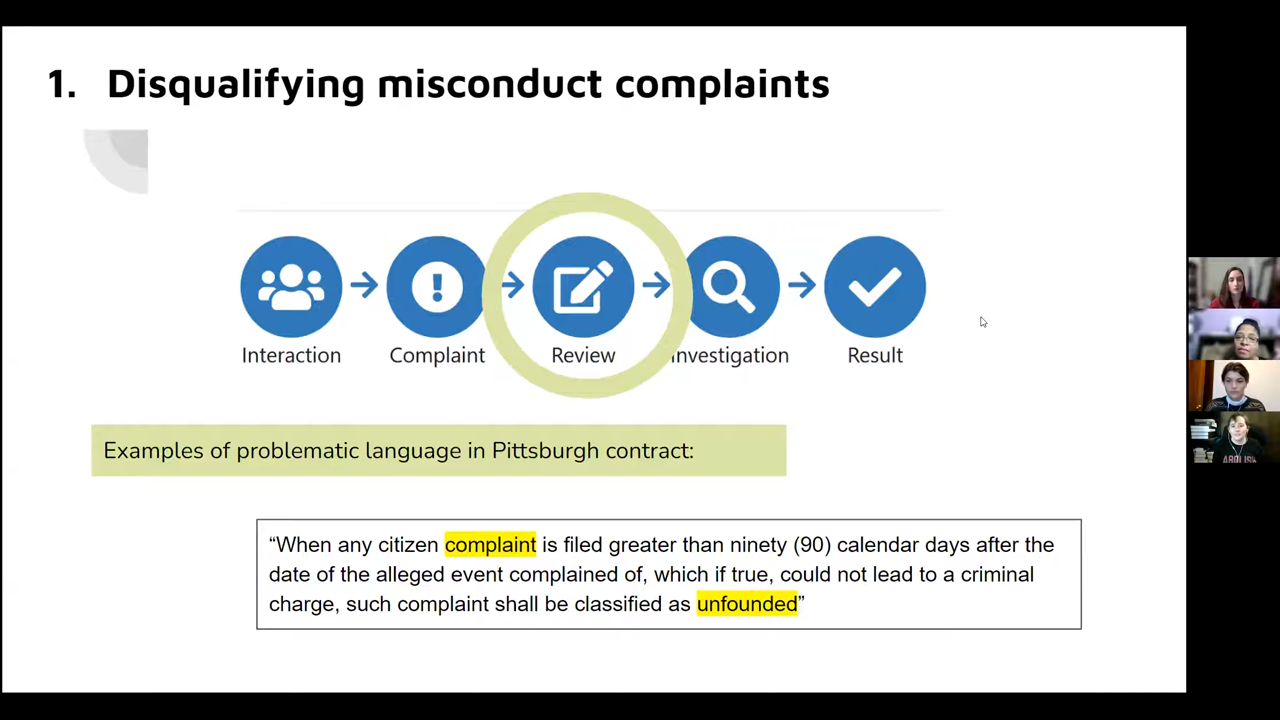 1. Disqualifying misconduct complaints
Interaction
Complaint
Review
Investigation
Result
Examples of problematic language in Pittsburgh contract:
“When any citizen complaint is filed greater than ninety (90) calendar days after the
date of the alleged event complained of, which if true, could not lead to a criminal
charge, such complaint shall be classified as unfounded”
ABOLISH